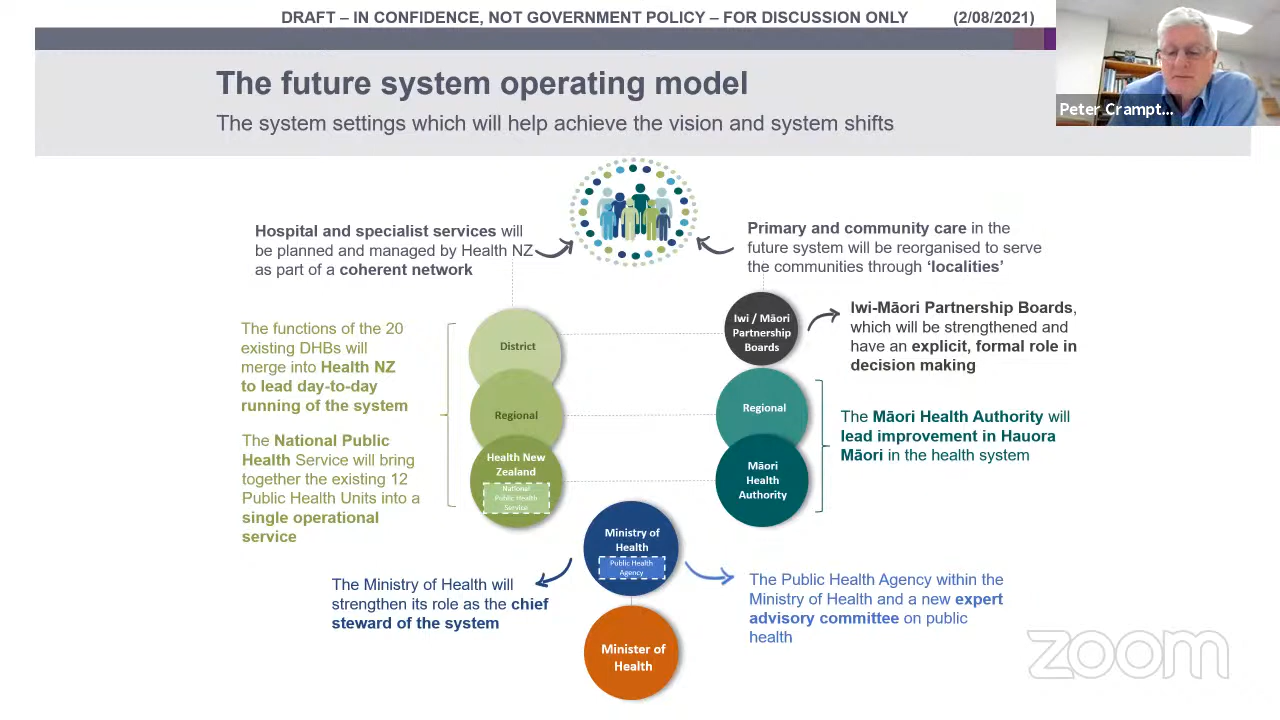 DRAFT – IN CONFIDENCE, NOT GOVERNMENT POLICY – FOR DISCUSSION ONLY (2/08/2021)
The future system operating model
The system settings which will help achieve the vision and system shifts
Peter Crampt...
Hospital and specialist services will
be planned and managed by Health NZ
as part of a coherent network
Primary and community care in the
future system will be reorganised to serve
the communities through ‘localities’
The functions of the 20
existing DHBs will
merge into Health NZ
to lead day-to-day
running of the system
The National Public
Health Service will bring
together the existing 12
Public Health Units into a
single operational
service
District
Regional
Health New
Zealand
National
Public Health
Service
Iwi / Māori
Partnership
Boards
Regional
Māori
Health
Authority
Iwi-Māori Partnership Boards,
which will be strengthened and
have an explicit, formal role in
decision making
The Māori Health Authority will
lead improvement in Hauora
Māori in the health system
Ministry of
Health
Public Health
Agency
The Ministry of Health will
strengthen its role as the chief
steward of the system
The Public Health Agency within the
Ministry of Health and a new expert
advisory committee on public
health
Minister of
Health
zoom